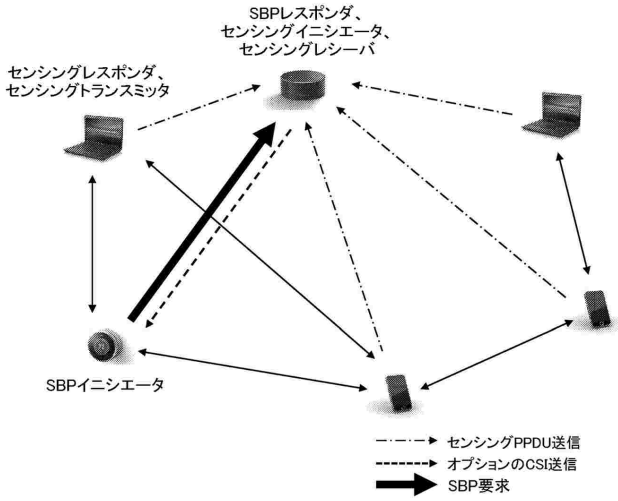 SBPレスポンダ、
センシングイニシエータ、
センシングレシーバ
センシングレスポンダ、
センシングトランスミッタ
SBPイニシエータ
センシングPPDU送信
オプションのCSI送信
SBP要求